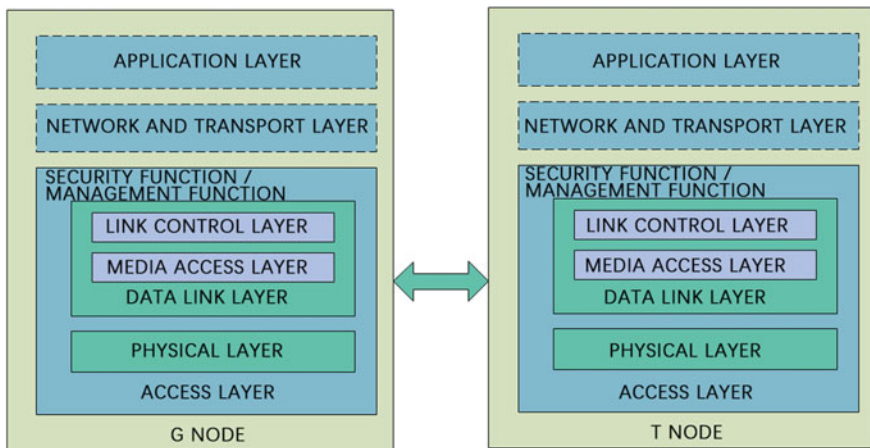 APPLICATION LAYER
NETWORK AND TRANSPORT LAYER
SECURITY FUNCTION /
MANAGEMENT FUNCTION
LINK CONTROL LAYER
MEDIA ACCESS LAYER
DATA LINK LAYER
PHYSICAL LAYER
ACCESS LAYER
G NODE
APPLICATION LAYER
NETWORK AND TRANSPORT LAYER
SECURITY FUNCTION /
MANAGEMENT FUNCTION
LINK CONTROL LAYER
MEDIA ACCESS LAYER
DATA LINK LAYER
PHYSICAL LAYER
ACCESS LAYER
T NODE